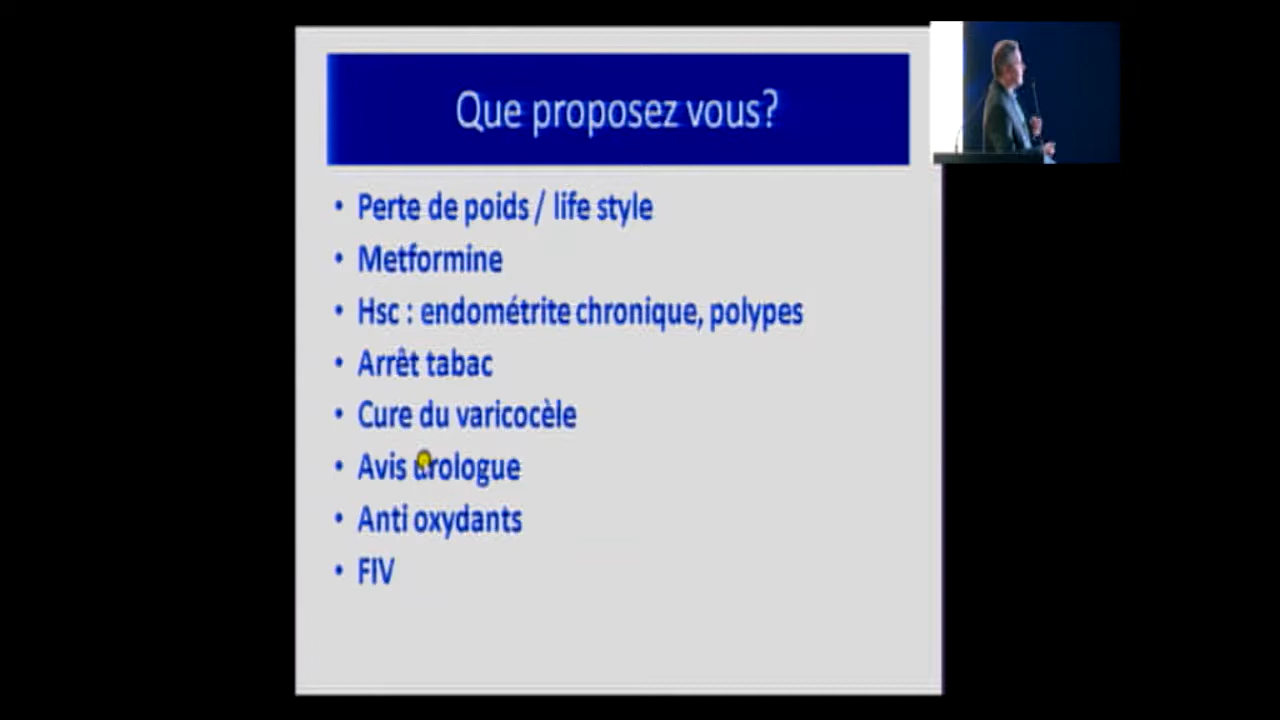 Que proposez vous?
• Perte de poids / life style
• Metformine
• Hsc : endométrite chronique, polypes
• Arrêt tabac
• Cure du varicocèle
• Avis urologue
• Anti oxydants
• FIV